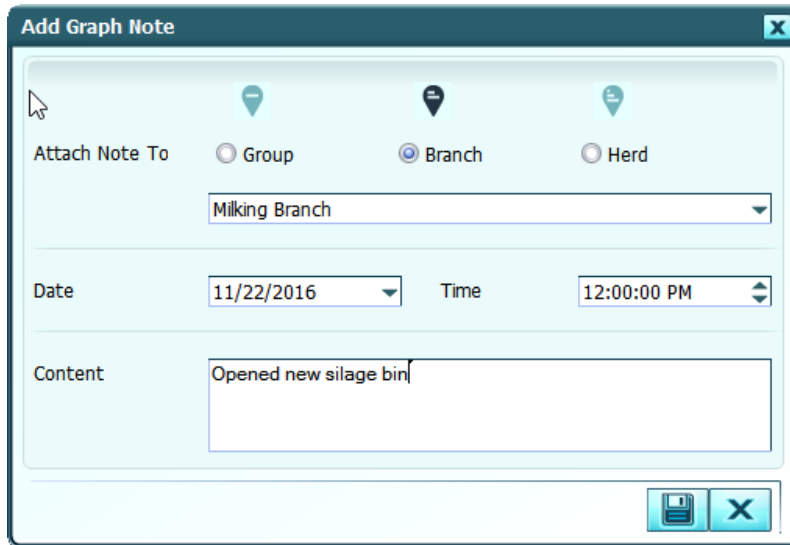 Add Graph Note
Attach Note To Group Branch Herd
Milking Branch
Date 11/22/2016 Time 12:00:00 PM
Content Opened new silage bin